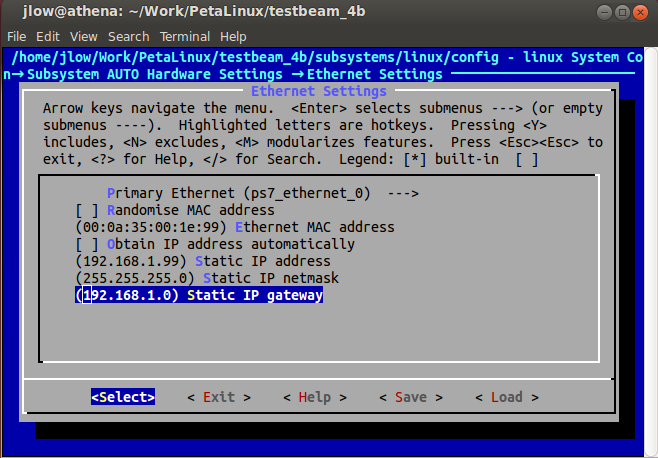 jlow@athena: ~/Work/PetaLinux/testbeam_4b
File Edit View Search Terminal Help
/home/jlow/Work/PetaLinux/testbeam_4b/subsystems/linux/config - linux System Co
n→Subsystem AUTO Hardware Settings →Ethernet Settings
Ethernet Settings
Arrow keys navigate the menu. <Enter> selects submenus ---> (or empty
submenus ----). Highlighted letters are hotkeys. Pressing <Y>
includes, <N> excludes, <M> modularizes features. Press <Esc><Esc> to
exit, <?> for Help, </> for Search. Legend: [*] built-in [ ]
Primary Ethernet (ps7_ethernet_0) --->
[ ] Randomise MAC address
(00:0a:35:00:1e:99) Ethernet MAC address
[ ] Obtain IP address automatically
(192.168.1.99) Static IP address
(255.255.255.0) Static IP netmask
(192.168.1.0) Static IP gateway
<Select> < Exit > < Help > < Save > < Load >